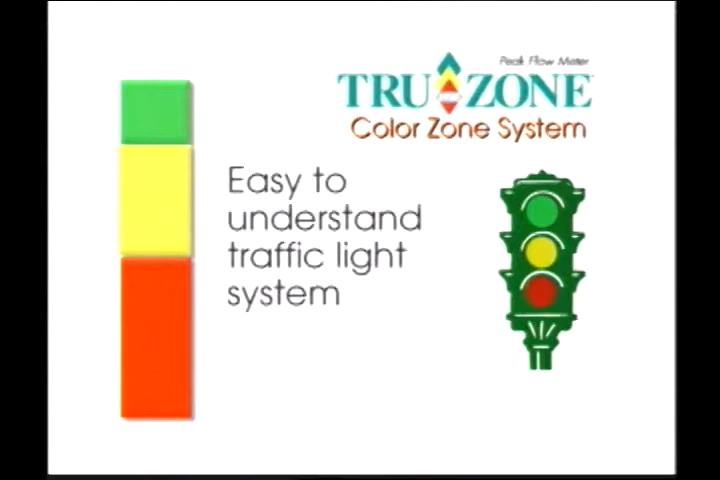 Peak Flow Meter
TRU ZONE
Color Zone System
Easy to
understand
traffic light
system